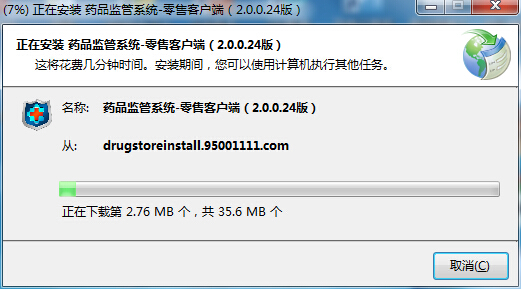 (7%) 正在安装 药品监管系统-零售客户端（2.0.0.24版）
正在安装 药品监管系统-零售客户端（2.0.0.24版）
这将花费几分钟时间。安装期间，您可以使用计算机执行其他任务。
名称: 药品监管系统-零售客户端（2.0.0.24版）
从: drugstoreinstall.95001111.com
正在下载第 2.76 MB 个，共 35.6 MB 个
取消(C)